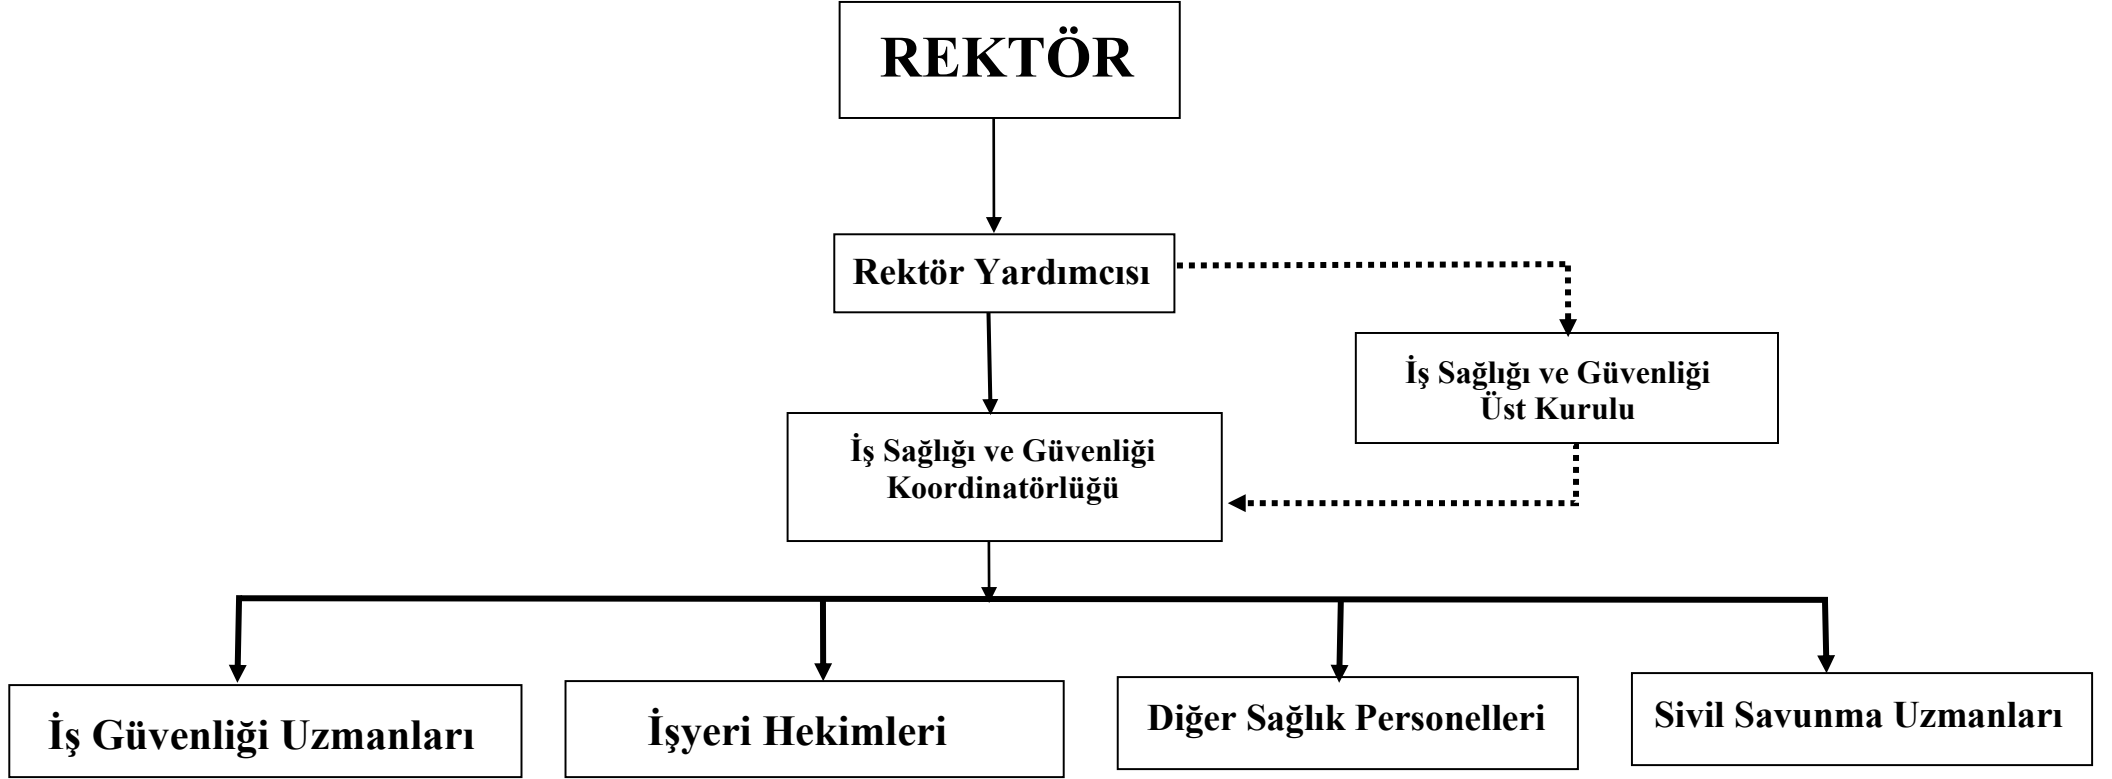 REKTÖR
Rektör Yardımcısı
İş Sağlığı ve Güvenliği
Üst Kurulu
İş Sağlığı ve Güvenliği
Koordinatörlüğü
İş Güvenliği Uzmanları
İşyeri Hekimleri
Diğer Sağlık Personelleri
Sivil Savunma Uzmanları